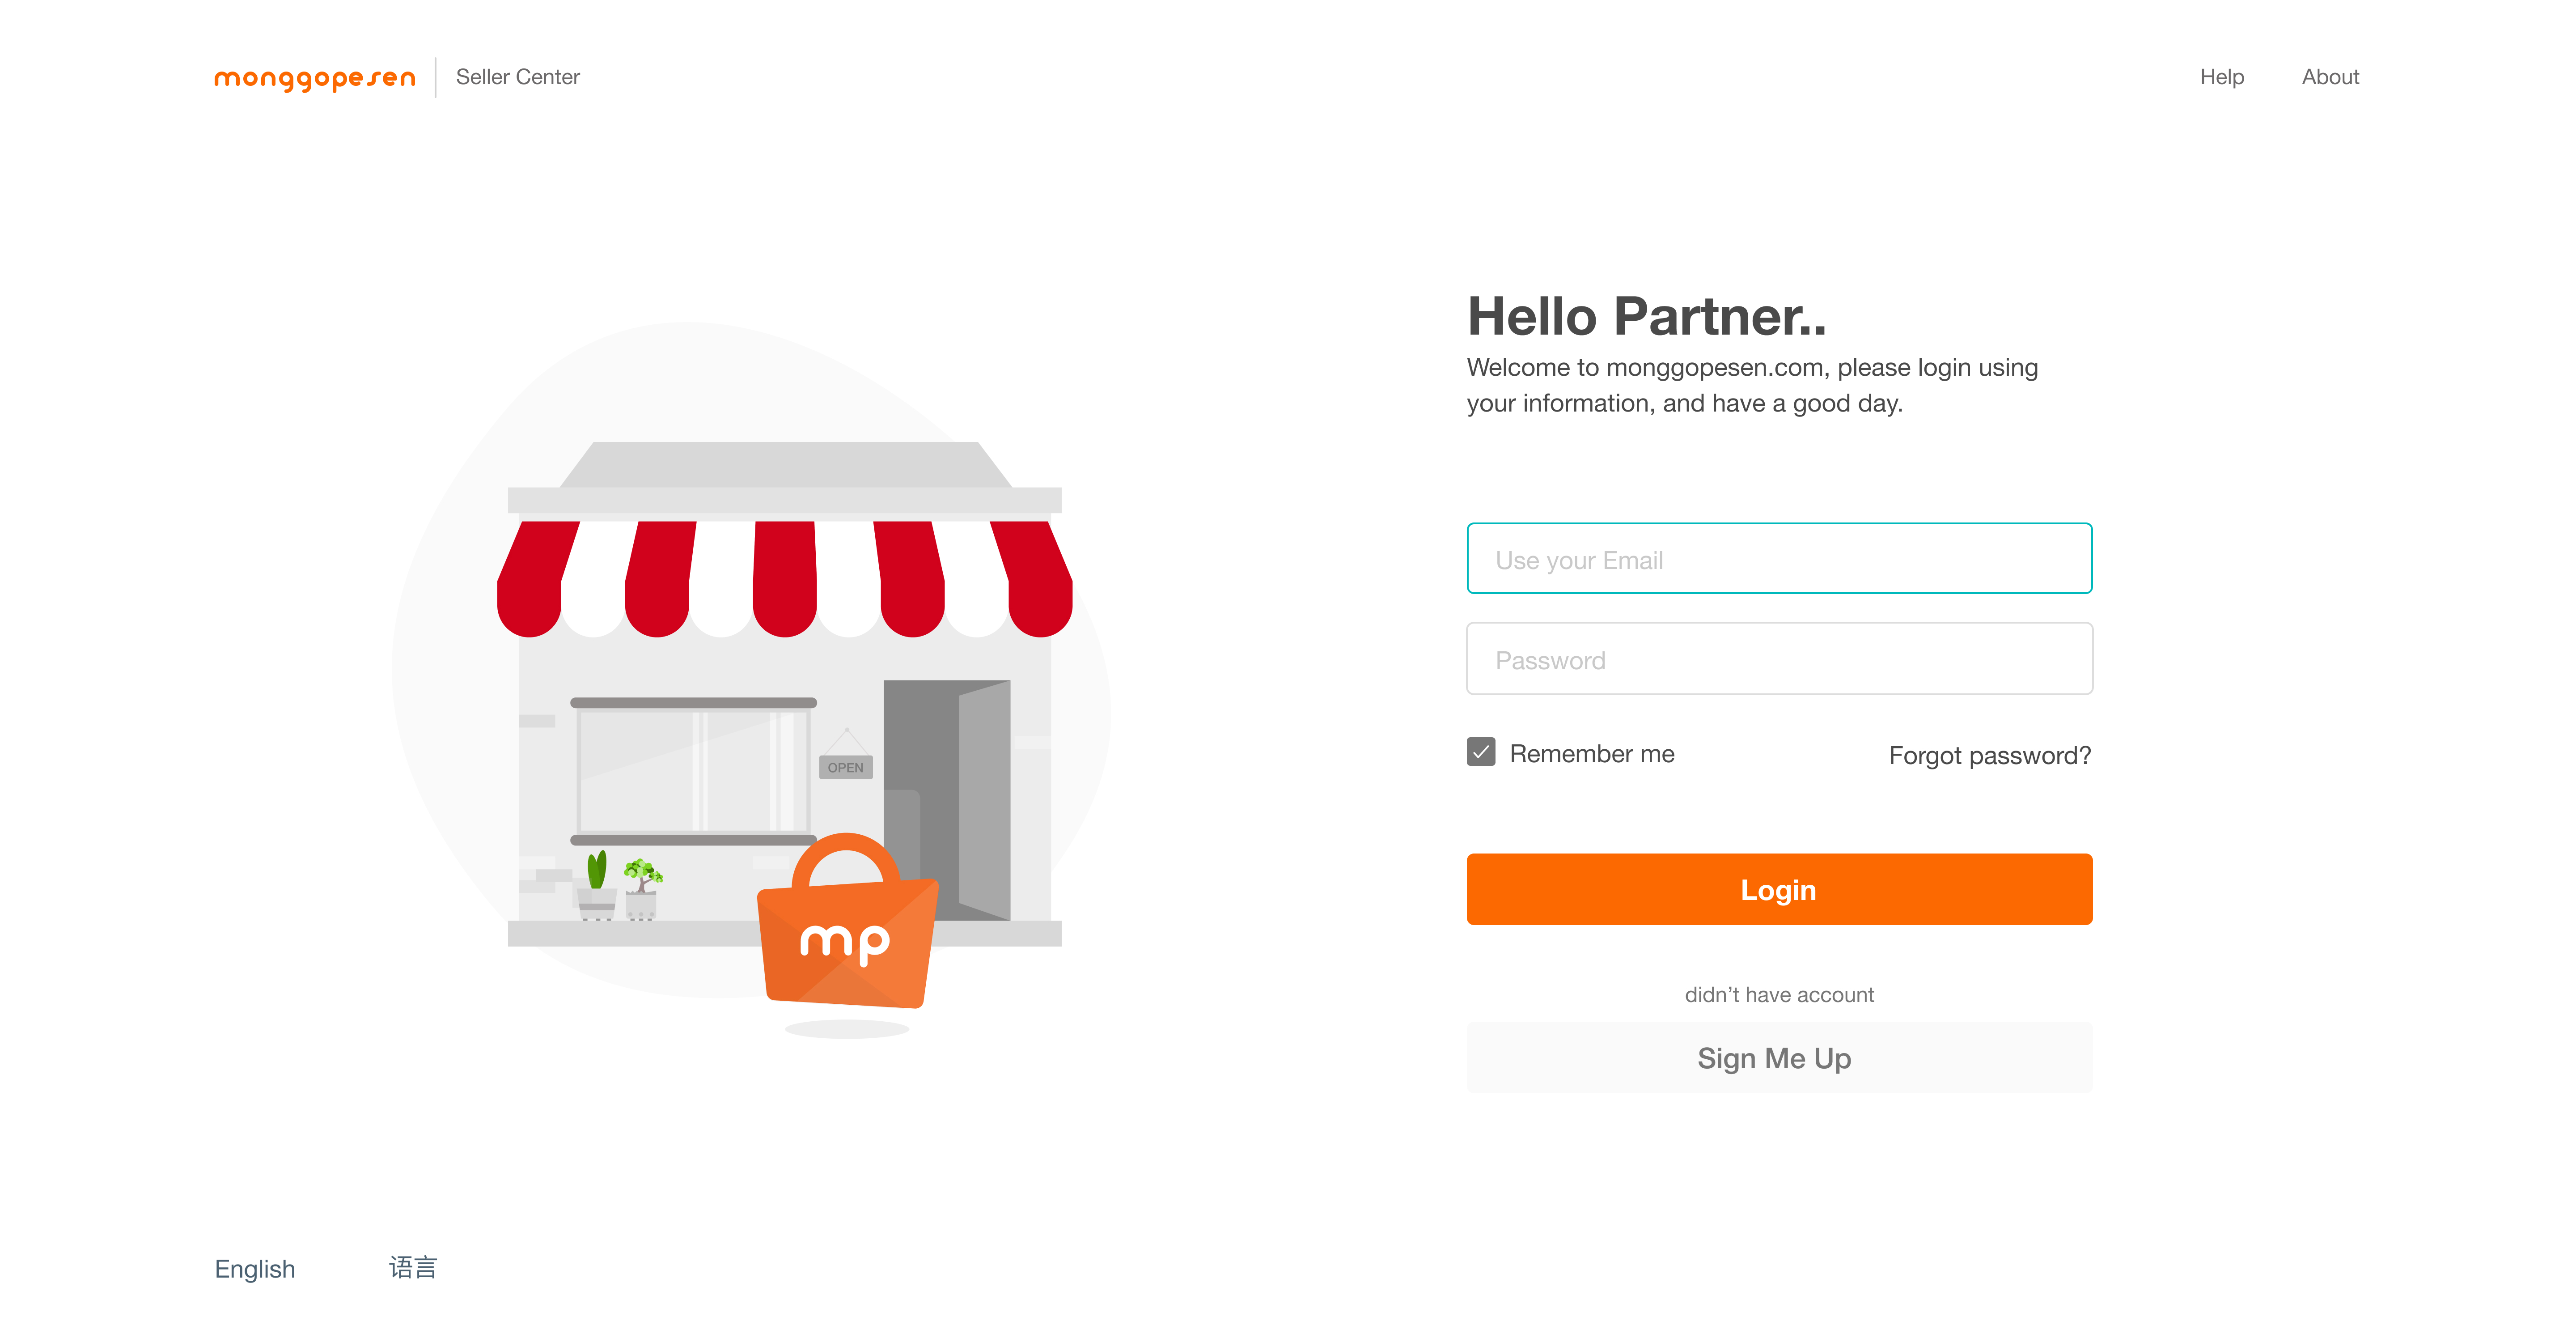 monggopesen
Seller Center
Help
About
Hello Partner..
Welcome to monggopesen.com, please login using
your information, and have a good day.
Use your Email
Password
Remember me
Forgot password?
OPEN
mp
Login
didn’t have account
Sign Me Up
English
语言